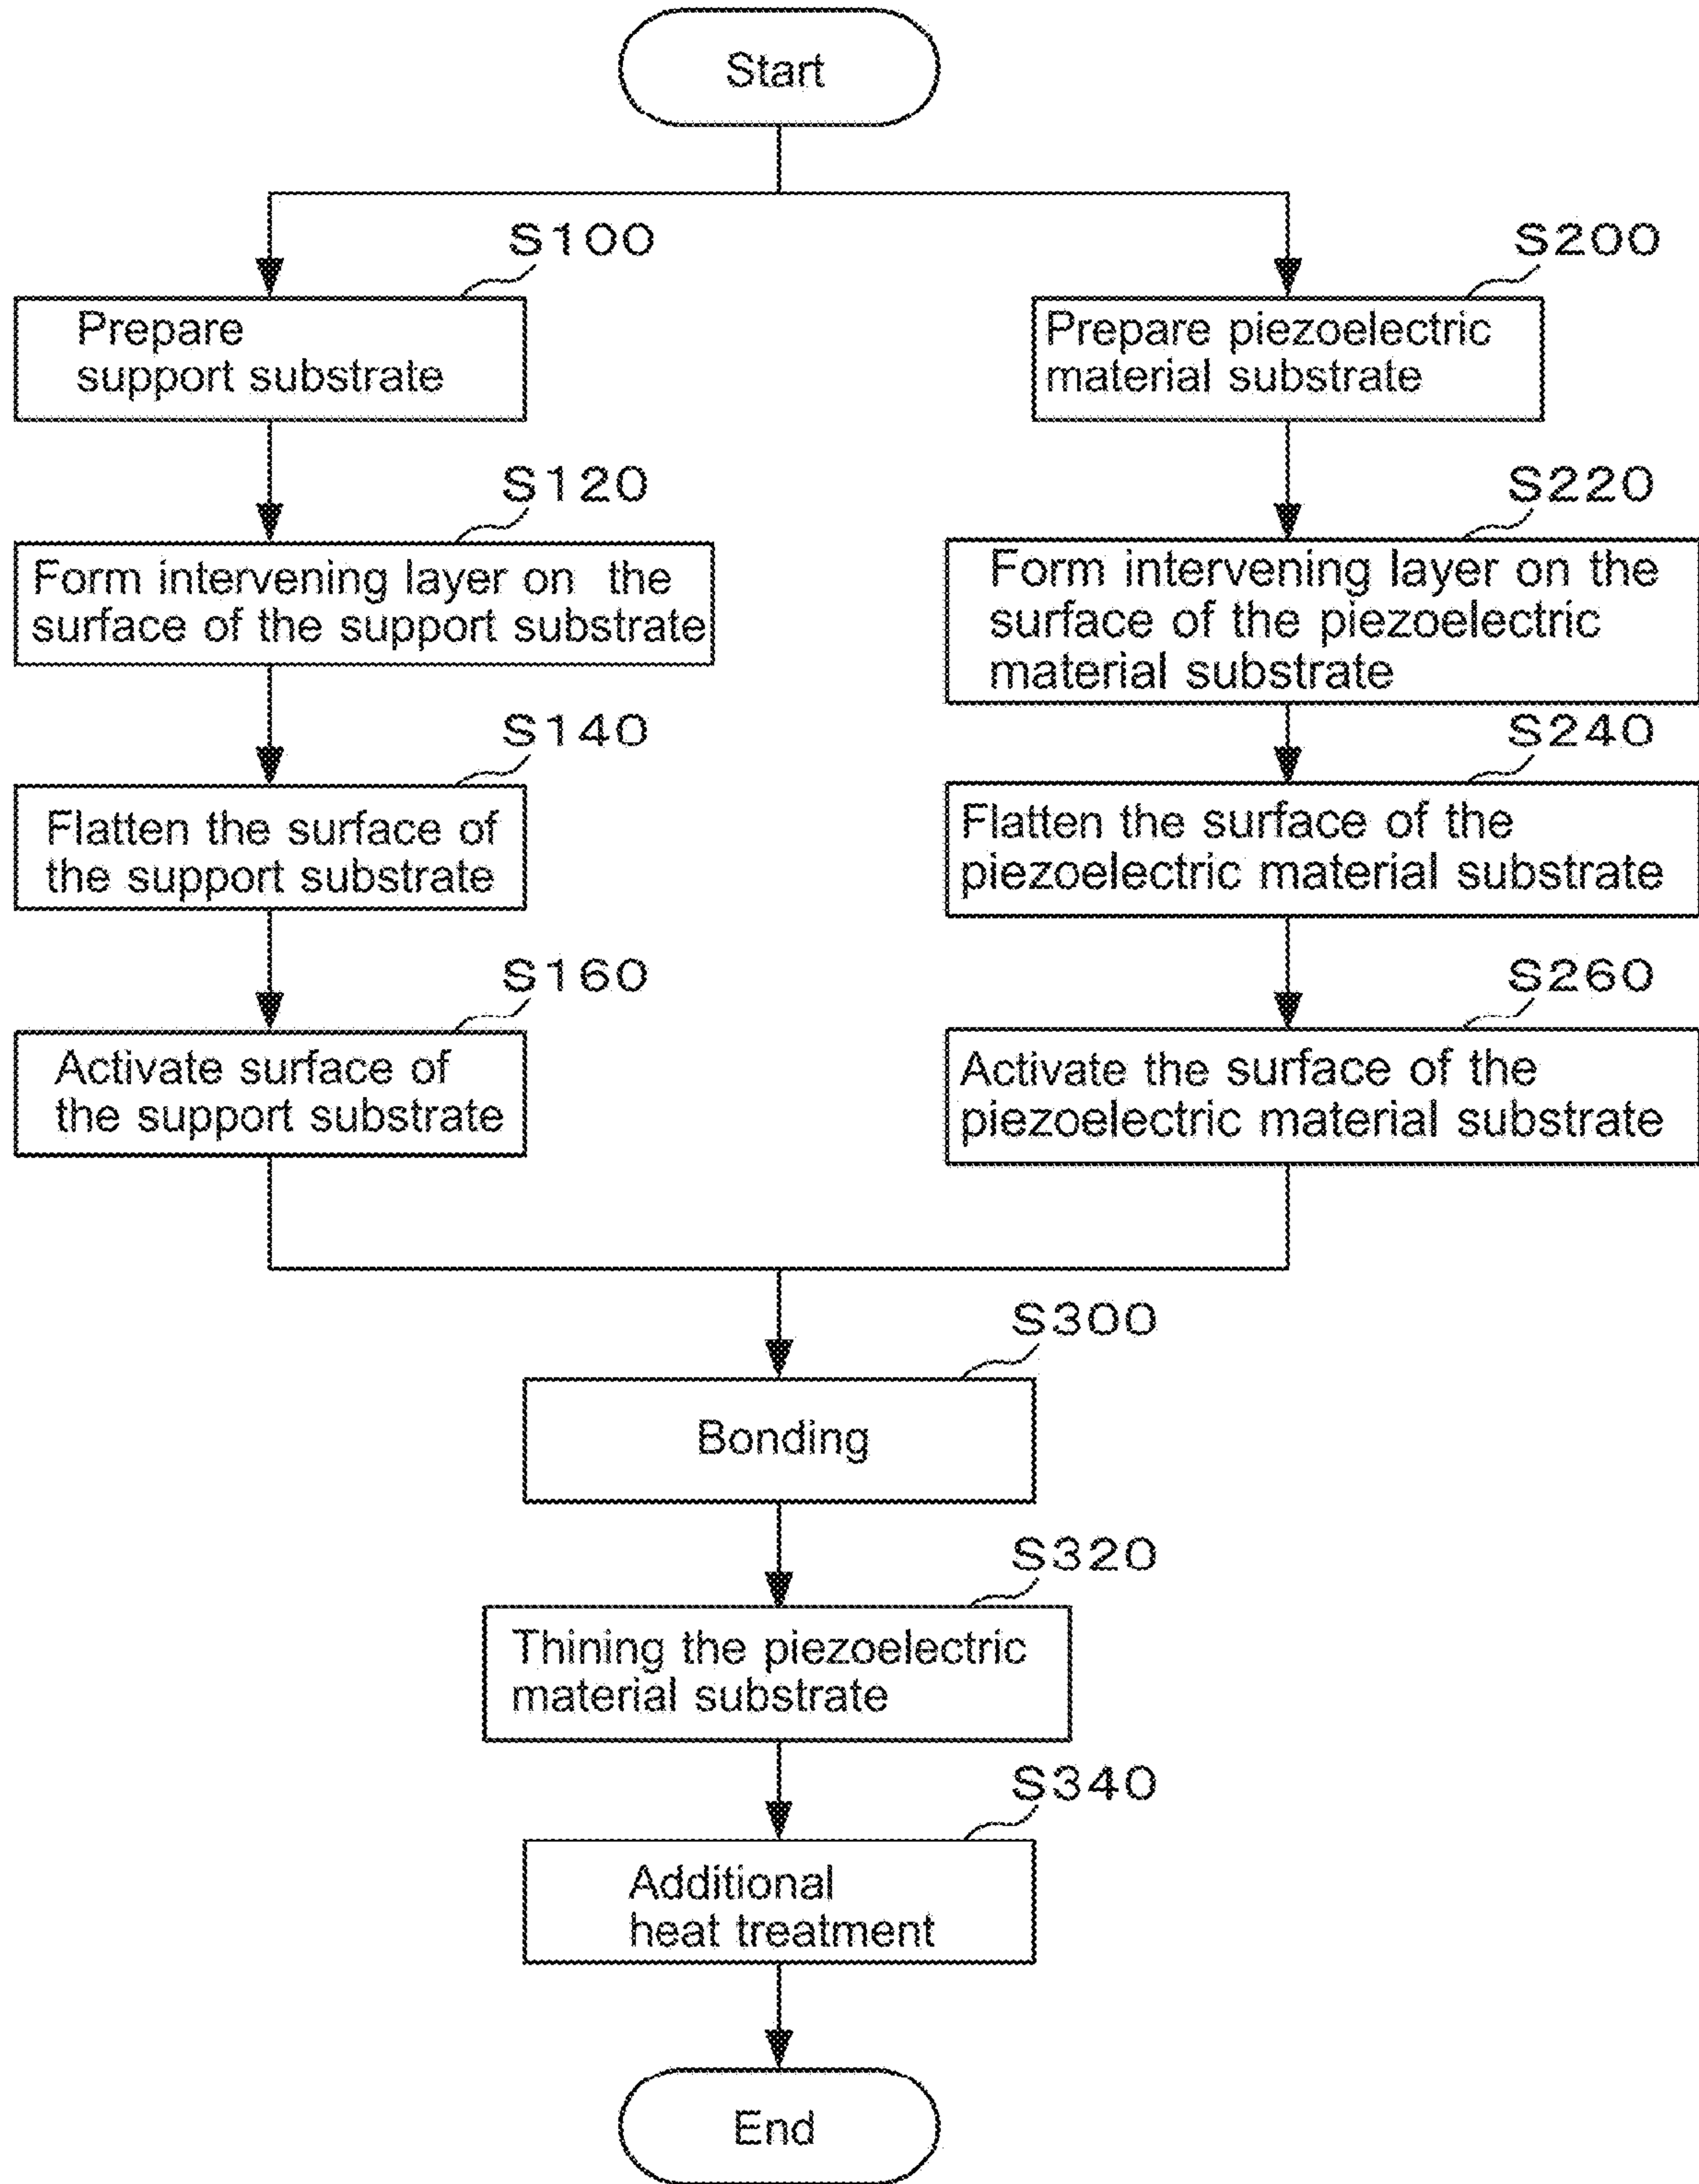 Start
S100
Prepare
support substrate
S200
Prepare piezoelectric
material substrate
S120
Form intervening layer on the
surface of the support substrate
S220
Form intervening layer on the
surface of the piezoelectric
material substrate
S140
Flatten the surface of
the support substrate
S240
Flatten the surface of the
piezoelectric material substrate
S160
Activate surface of
the support substrate
S260
Activate the surface of the
piezoelectric material substrate
S300
Bonding
S320
Thining the piezoelectric
material substrate
S340
Additional
heat treatment
End